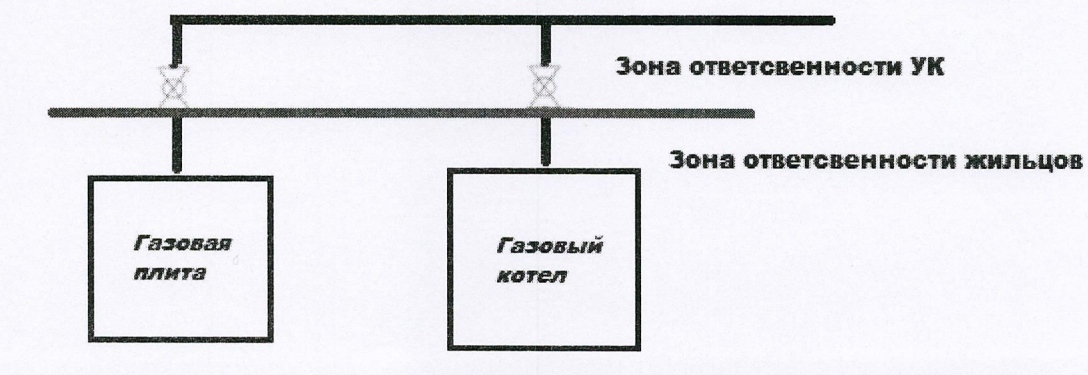 Зона ответсвенности УК
Зона ответсвенности жильцов
Газовая
плита
Газовый
котел